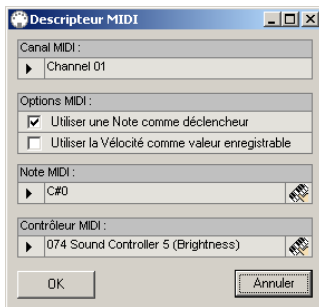 Descripteur MIDI
Canal MIDI :
Channel 01
Options MIDI :
Utiliser une Note comme déclencheur
Utiliser la Vélocité comme valeur enregistrable
Note MIDI :
C#0
Contrôleur MIDI :
074 Sound Controller 5 (Brightness)
OK
Annuler